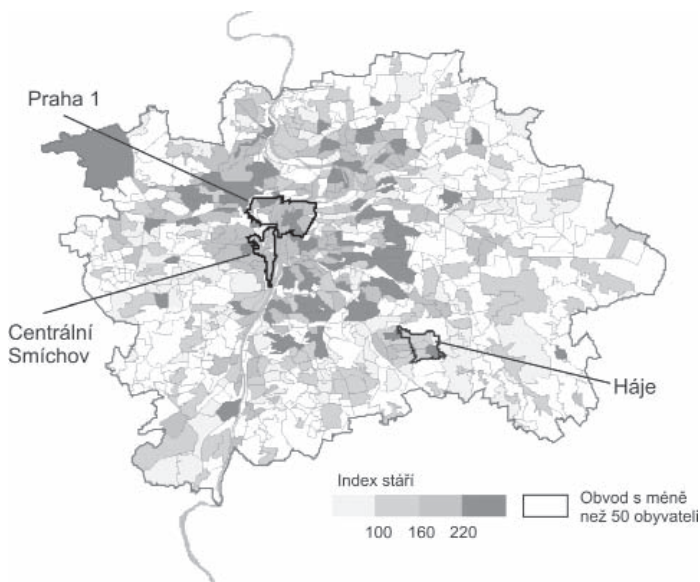 Praha 1
Centrální
Smíchov
Háje
Index stáří
100 160 220
Obvod s méně
než 50 obyvateli